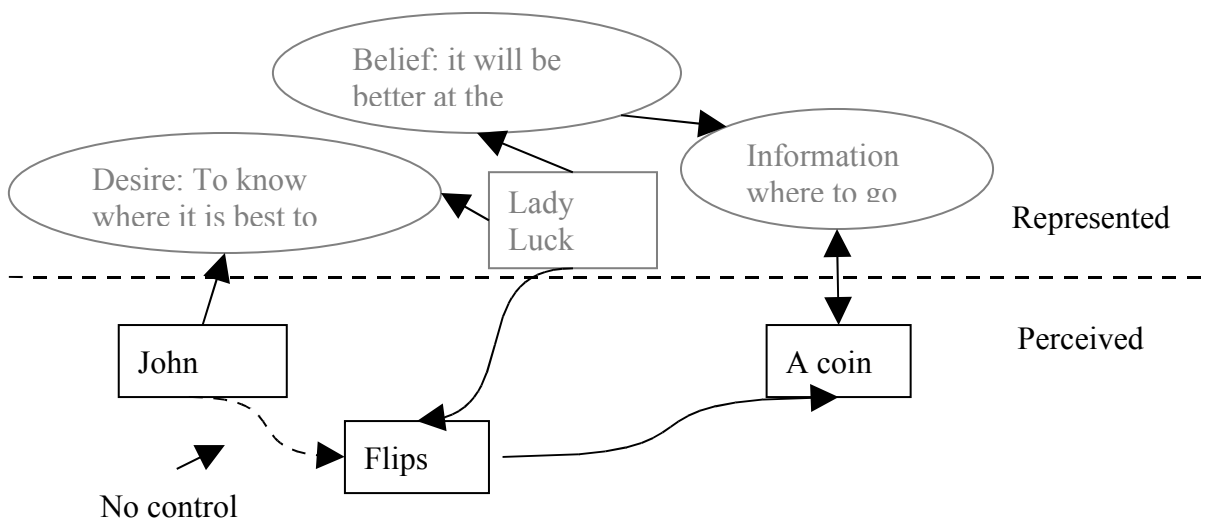 Belief: it will be
better at the
Desire: To know
where it is best to
Information
where to go
Lady
Luck
Represented
Perceived
John
A coin
Flips
No control